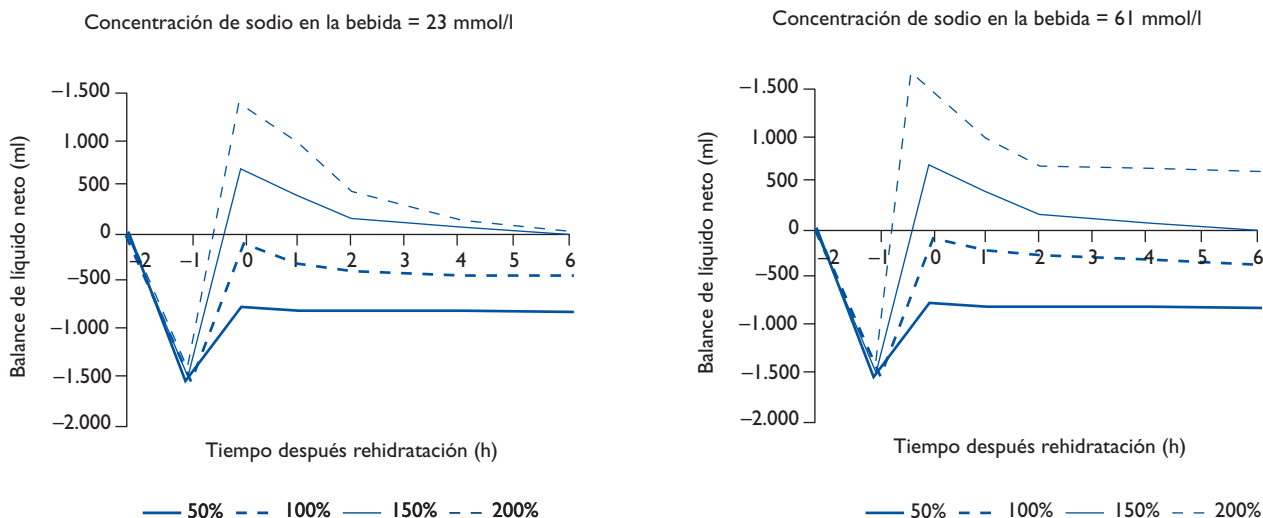 Concentración de sodio en la bebida = 23 mmol/l
Balance de líquido neto (ml)
–1.500
1.000
500
0
–500
–1.000
–1.500
–2.000
–2 –1 0 1 2 3 4 5 6
Tiempo después rehidratación (h)
50% 100% 150% 200%
Concentración de sodio en la bebida = 61 mmol/l
Balance de líquido neto (ml)
–1.500
1.000
500
0
–500
–1.000
–1.500
–2.000
–2 –1 0 1 2 3 4 5 6
Tiempo después rehidratación (h)
50% 100% 150% 200%